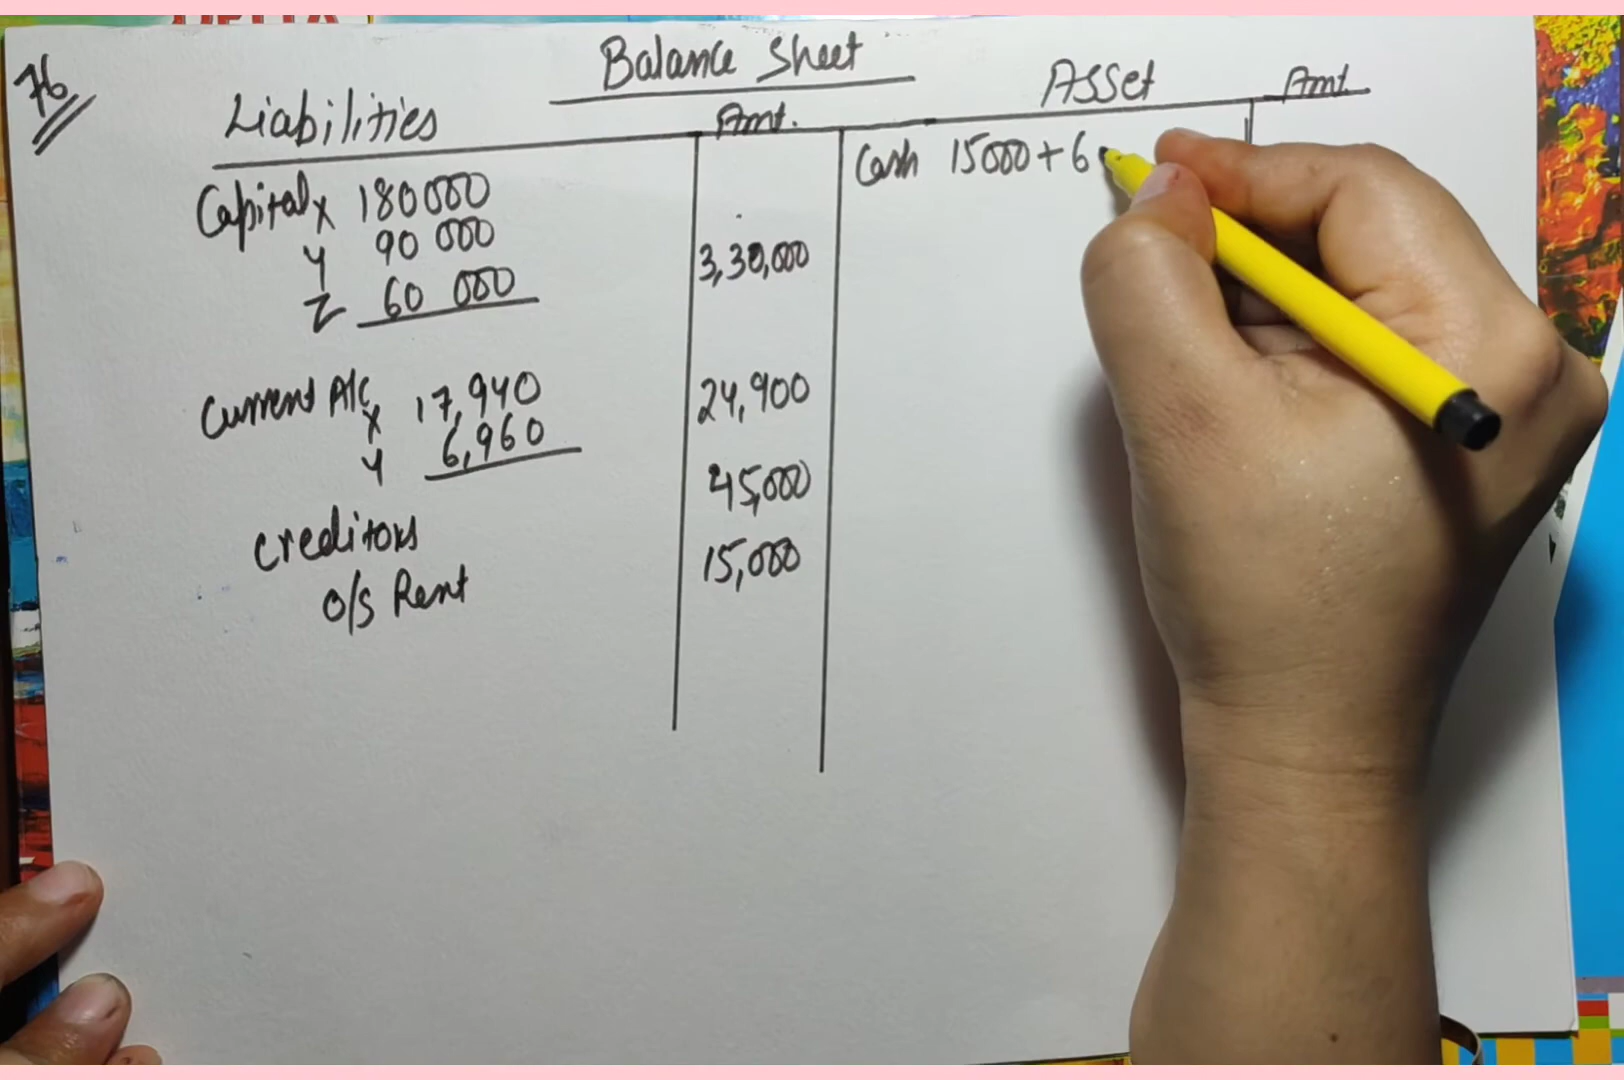 76
Balance Sheet
Liabilities Amt. Asset Amt.
Capital X 180000 Cash 15000+6
Y 90 000 3,30,000
Z 60 000
Current A/c X 17,940 24,900
Y 6,960
Creditors 45,000
O/S Rent 15,000